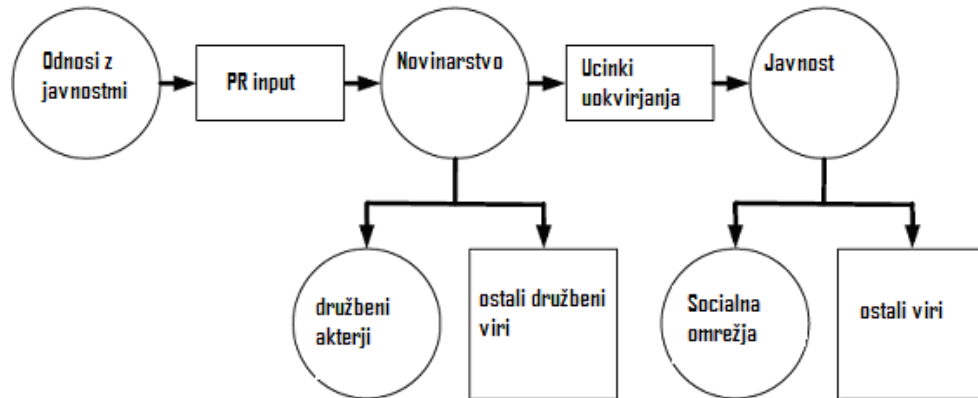 Odnosi z
javnostmi
PR input
Novinarstvo
Ucinki
uokvirjanja
Javnost
družbeni
akterji
ostali družbeni
viri
Socialna
omrežja
ostali viri